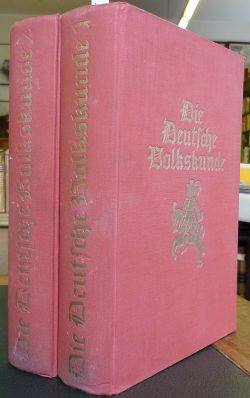 Die Deutsche Volkskunde 2
Die Deutsche Volkskunde 1
Die
Deutsche
Volkskunde